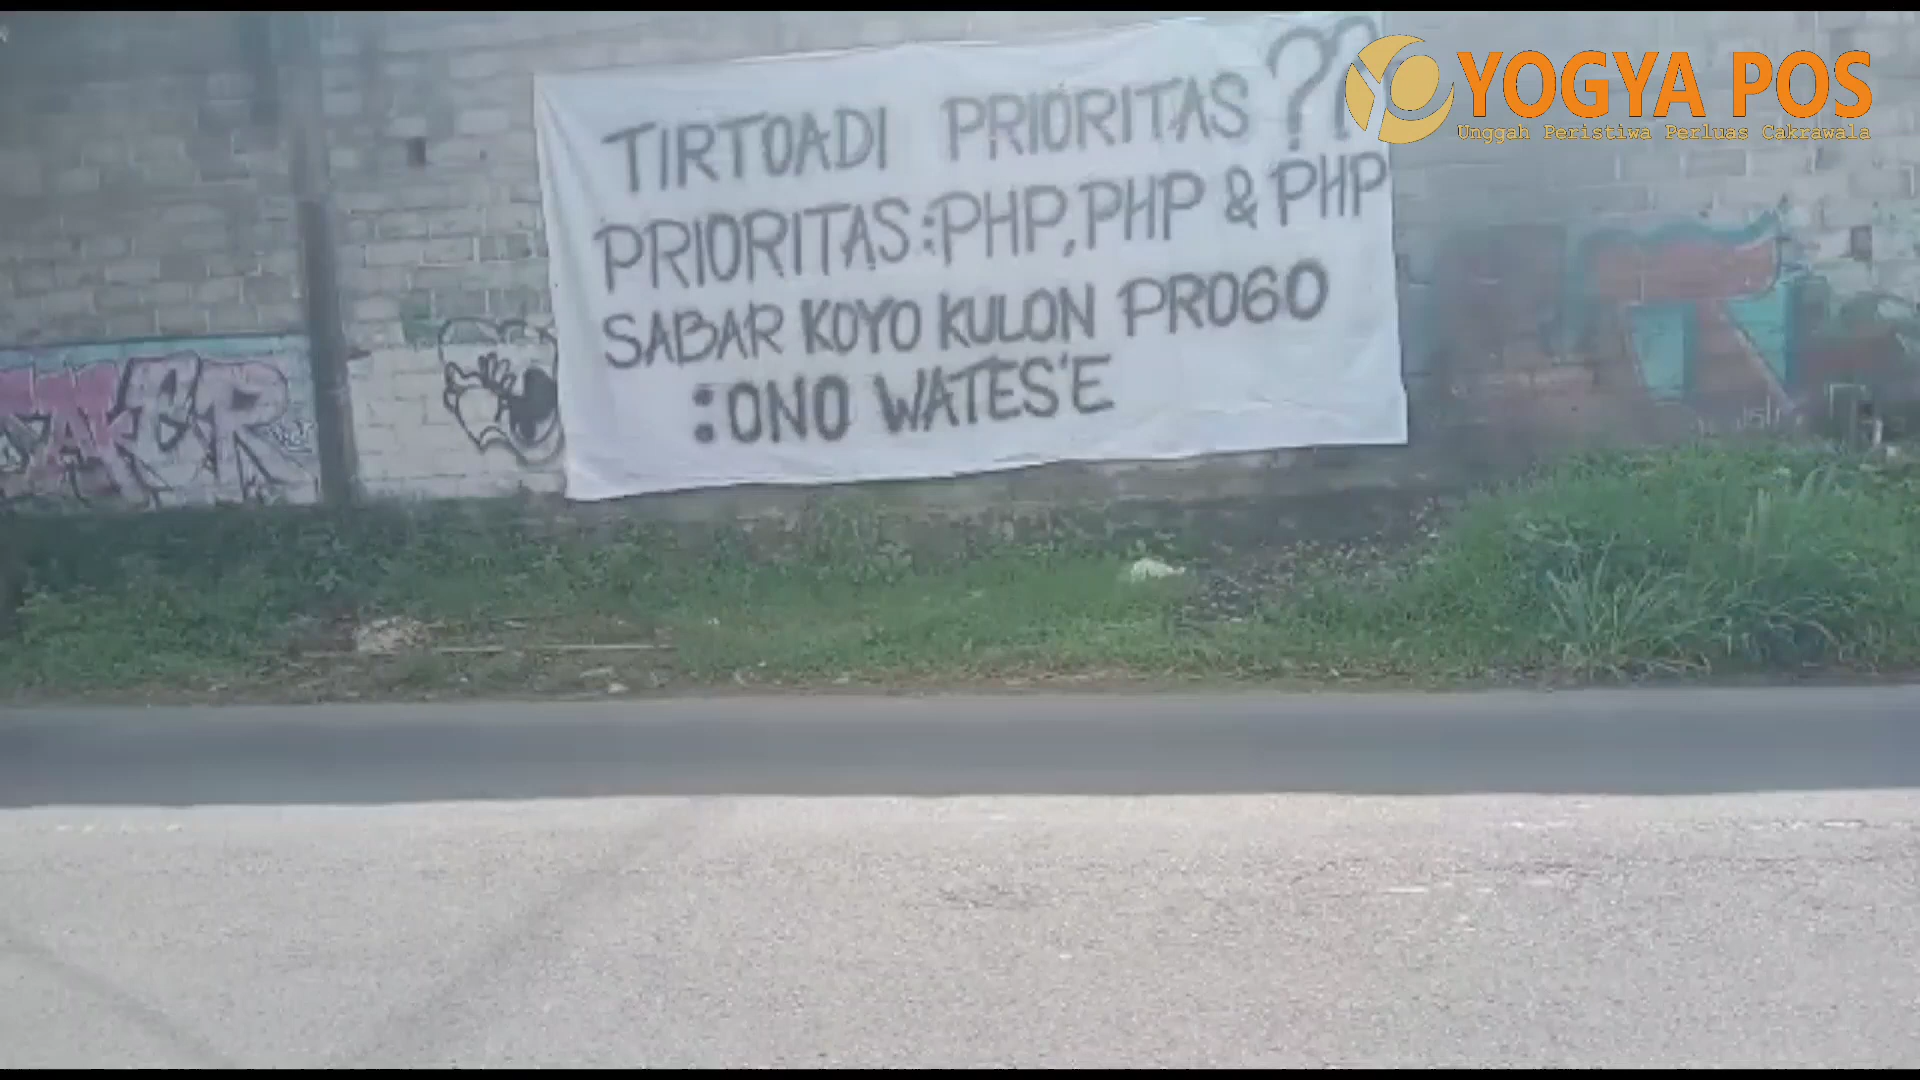 TIRTOADI PRIORITAS??
PRIORITAS:PHP,PHP & PHP
SABAR KOYO KULON PROGO
:ONO WATES'E
YOGYA POS
Unggah Peristiwa Perluas Cakrawala